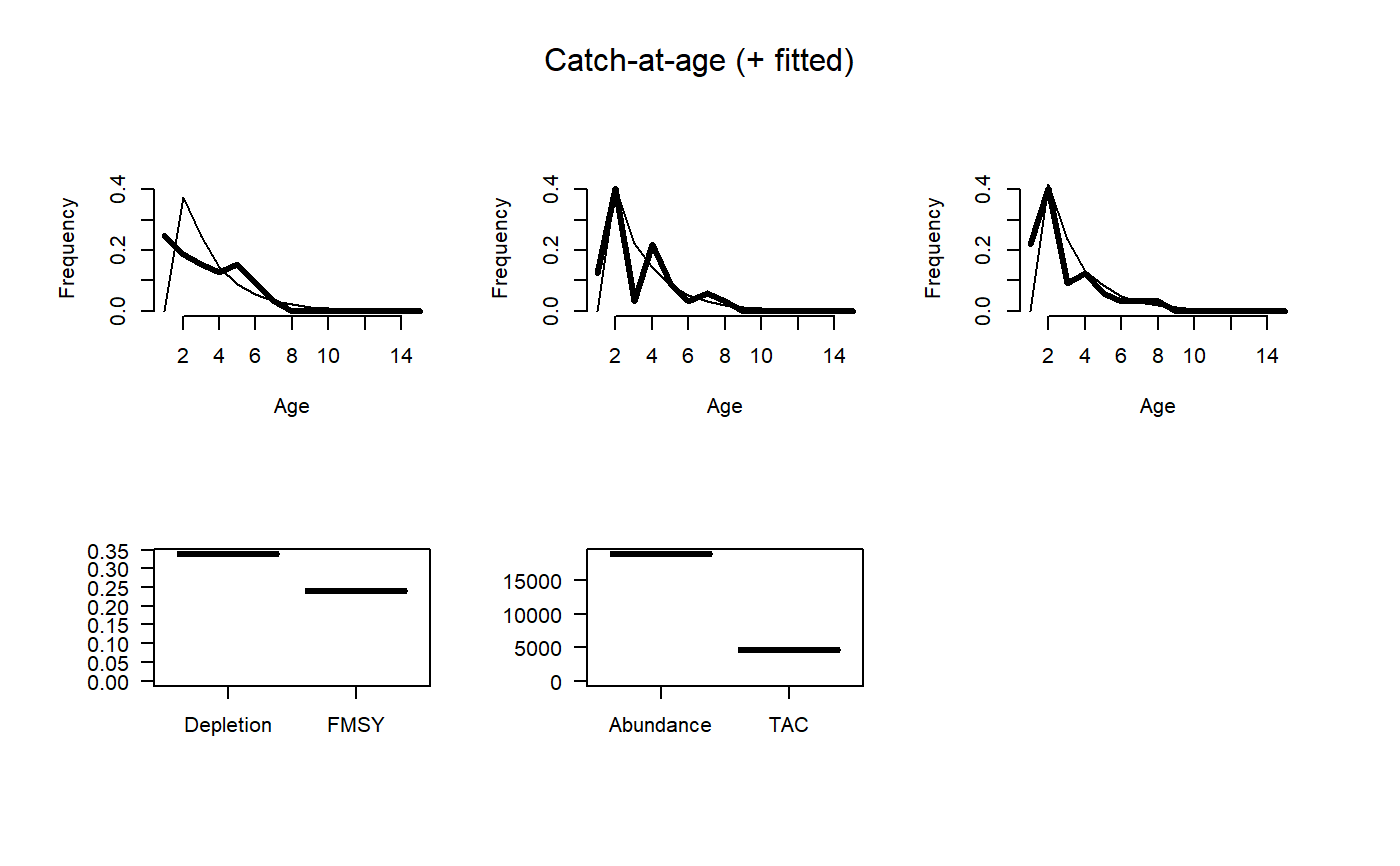 Catch-at-age (+ fitted)
Frequency
0.0 0.2 0.4
2 4 6 8 10 14
Age
Frequency
0.0 0.2 0.4
2 4 6 8 10 14
Age
Frequency
0.0 0.2 0.4
2 4 6 8 10 14
Age
0.35
0.30
0.25
0.20
0.15
0.10
0.05
0.00
Depletion FMSY
15000
10000
5000
0
Abundance TAC